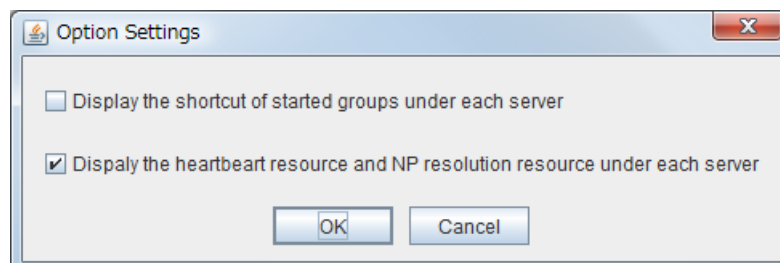 Option Settings
Display the shortcut of started groups under each server
Dispaly the heartbeart resource and NP resolution resource under each server
OK
Cancel